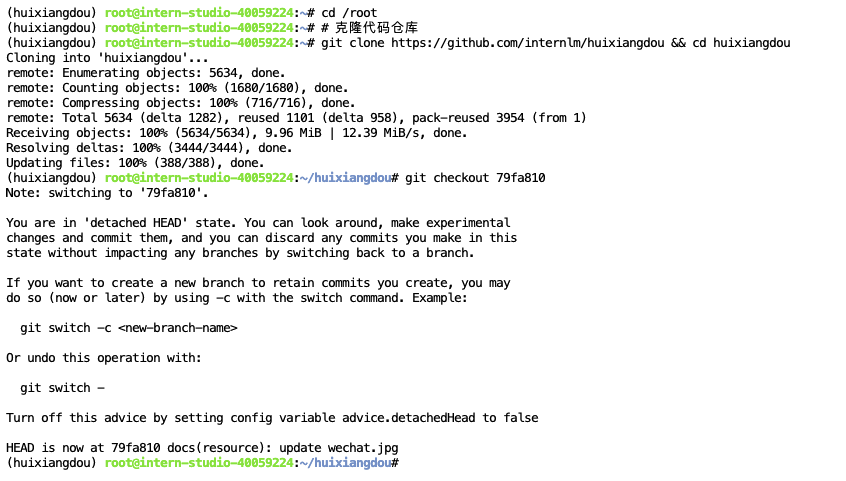 (huixiangdou) root@intern-studio-40059224:~# cd /root
(huixiangdou) root@intern-studio-40059224:~# # 克隆代码仓库
(huixiangdou) root@intern-studio-40059224:~# git clone https://github.com/internlm/huixiangdou && cd huixiangdou
Cloning into 'huixiangdou'...
remote: Enumerating objects: 5634, done.
remote: Counting objects: 100% (1680/1680), done.
remote: Compressing objects: 100% (716/716), done.
remote: Total 5634 (delta 1282), reused 1101 (delta 958), pack-reused 3954 (from 1)
Receiving objects: 100% (5634/5634), 9.96 MiB | 12.39 MiB/s, done.
Resolving deltas: 100% (3444/3444), done.
Updating files: 100% (388/388), done.
(huixiangdou) root@intern-studio-40059224:~/huixiangdou# git checkout 79fa810
Note: switching to '79fa810'.

You are in 'detached HEAD' state. You can look around, make experimental
changes and commit them, and you can discard any commits you make in this
state without impacting any branches by switching back to a branch.

If you want to create a new branch to retain commits you create, you may
do so (now or later) by using -c with the switch command. Example:

  git switch -c <new-branch-name>

Or undo this operation with:

  git switch -

Turn off this advice by setting config variable advice.detachedHead to false

HEAD is now at 79fa810 docs(resource): update wechat.jpg
(huixiangdou) root@intern-studio-40059224:~/huixiangdou#